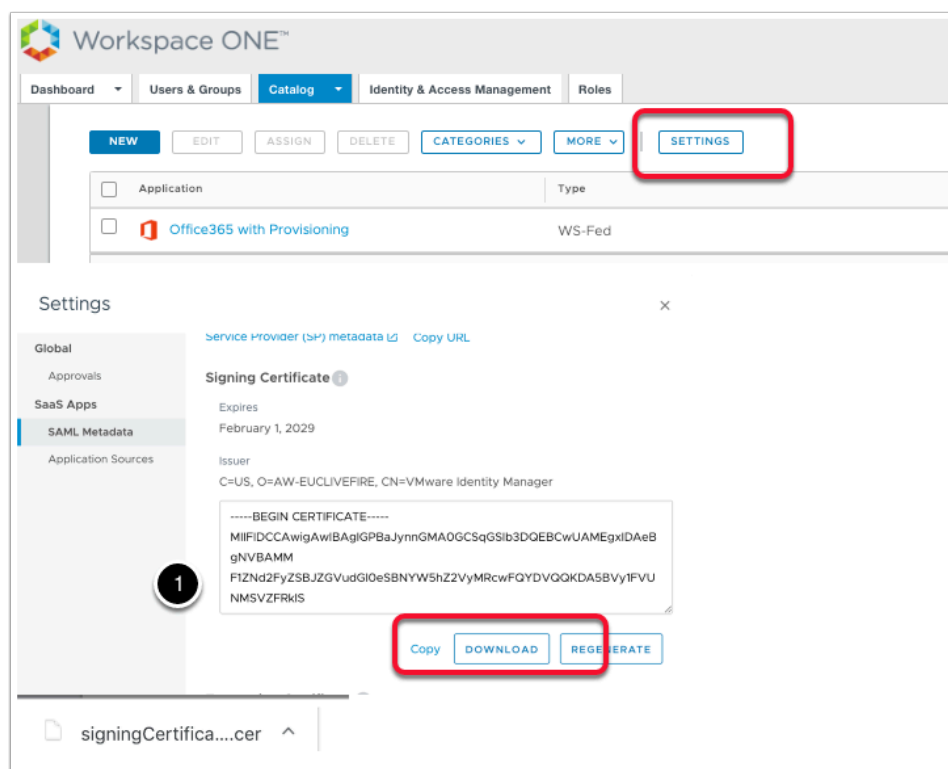 Workspace ONE™
Dashboard Users & Groups Catalog Identity & Access Management Roles
NEW EDIT ASSIGN DELETE CATEGORIES MORE SETTINGS
Application Type
Office365 with Provisioning WS-Fed
Settings ×
Service Provider (SP) metadata Copy URL
Global
Approvals
Signing Certificate
SaaS Apps
Expires
SAML Metadata
February 1, 2029
Application Sources
Issuer
C=US, O=AW-EUCLIVEFIRE, CN=VMware Identity Manager
-----BEGIN CERTIFICATE-----
MIIFIDCCAwigAwIBAgIGPBaJynnGMA0GCSqGSIb3DQEBCwUAMEgxIDAeB
gNVBAMM
F1ZNd2FyZSBJZGVudGl0eSBNYW5hZ2VyMRcwFQYDVQQKDA5BVy1FVU
NMSVZFRklS
1
Copy DOWNLOAD REGENERATE
signingCertifica....cer